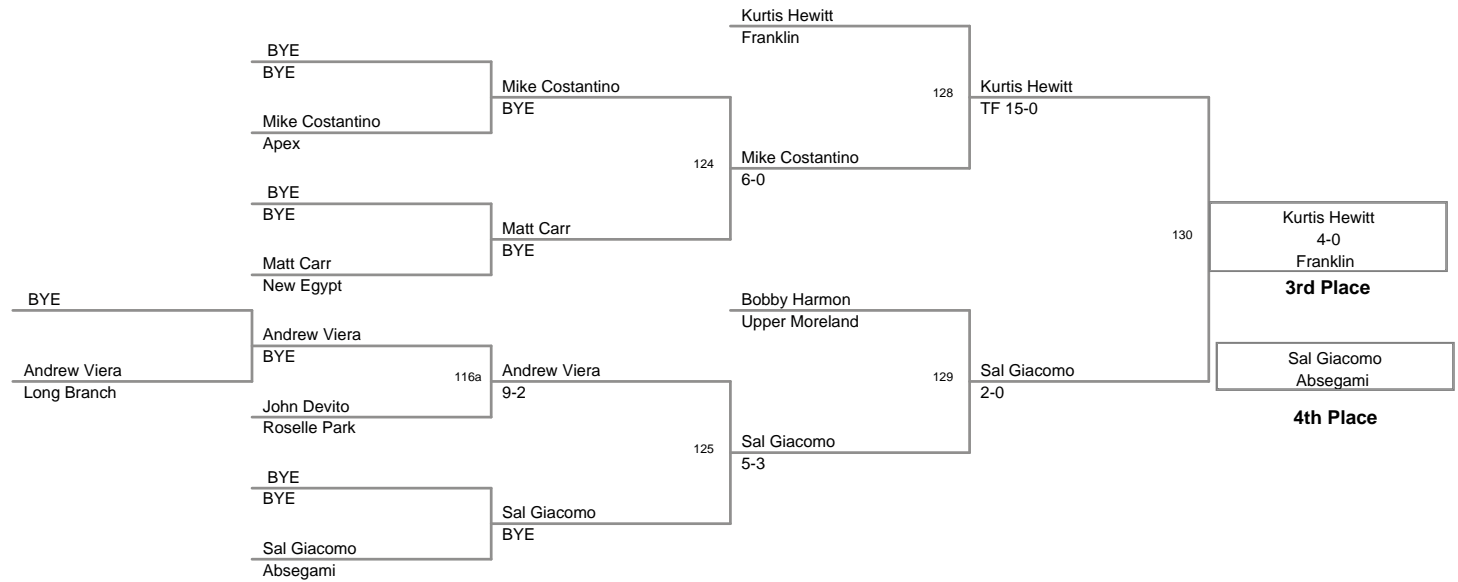 Kurtis Hewitt
Franklin
BYE
BYE
Mike Costantino
BYE
128
Kurtis Hewitt
TF 15-0
Mike Costantino
Apex
124
Mike Costantino
6-0
BYE
BYE
Matt Carr
BYE
130
Kurtis Hewitt
4-0
Franklin
3rd Place
Matt Carr
New Egypt
BYE
Bobby Harmon
Upper Moreland
Andrew Viera
BYE
Sal Giacomo
Absegami
4th Place
Andrew Viera
Long Branch
116a
Andrew Viera
9-2
129
Sal Giacomo
2-0
John Devito
Roselle Park
125
Sal Giacomo
5-3
BYE
BYE
Sal Giacomo
BYE
Sal Giacomo
Absegami